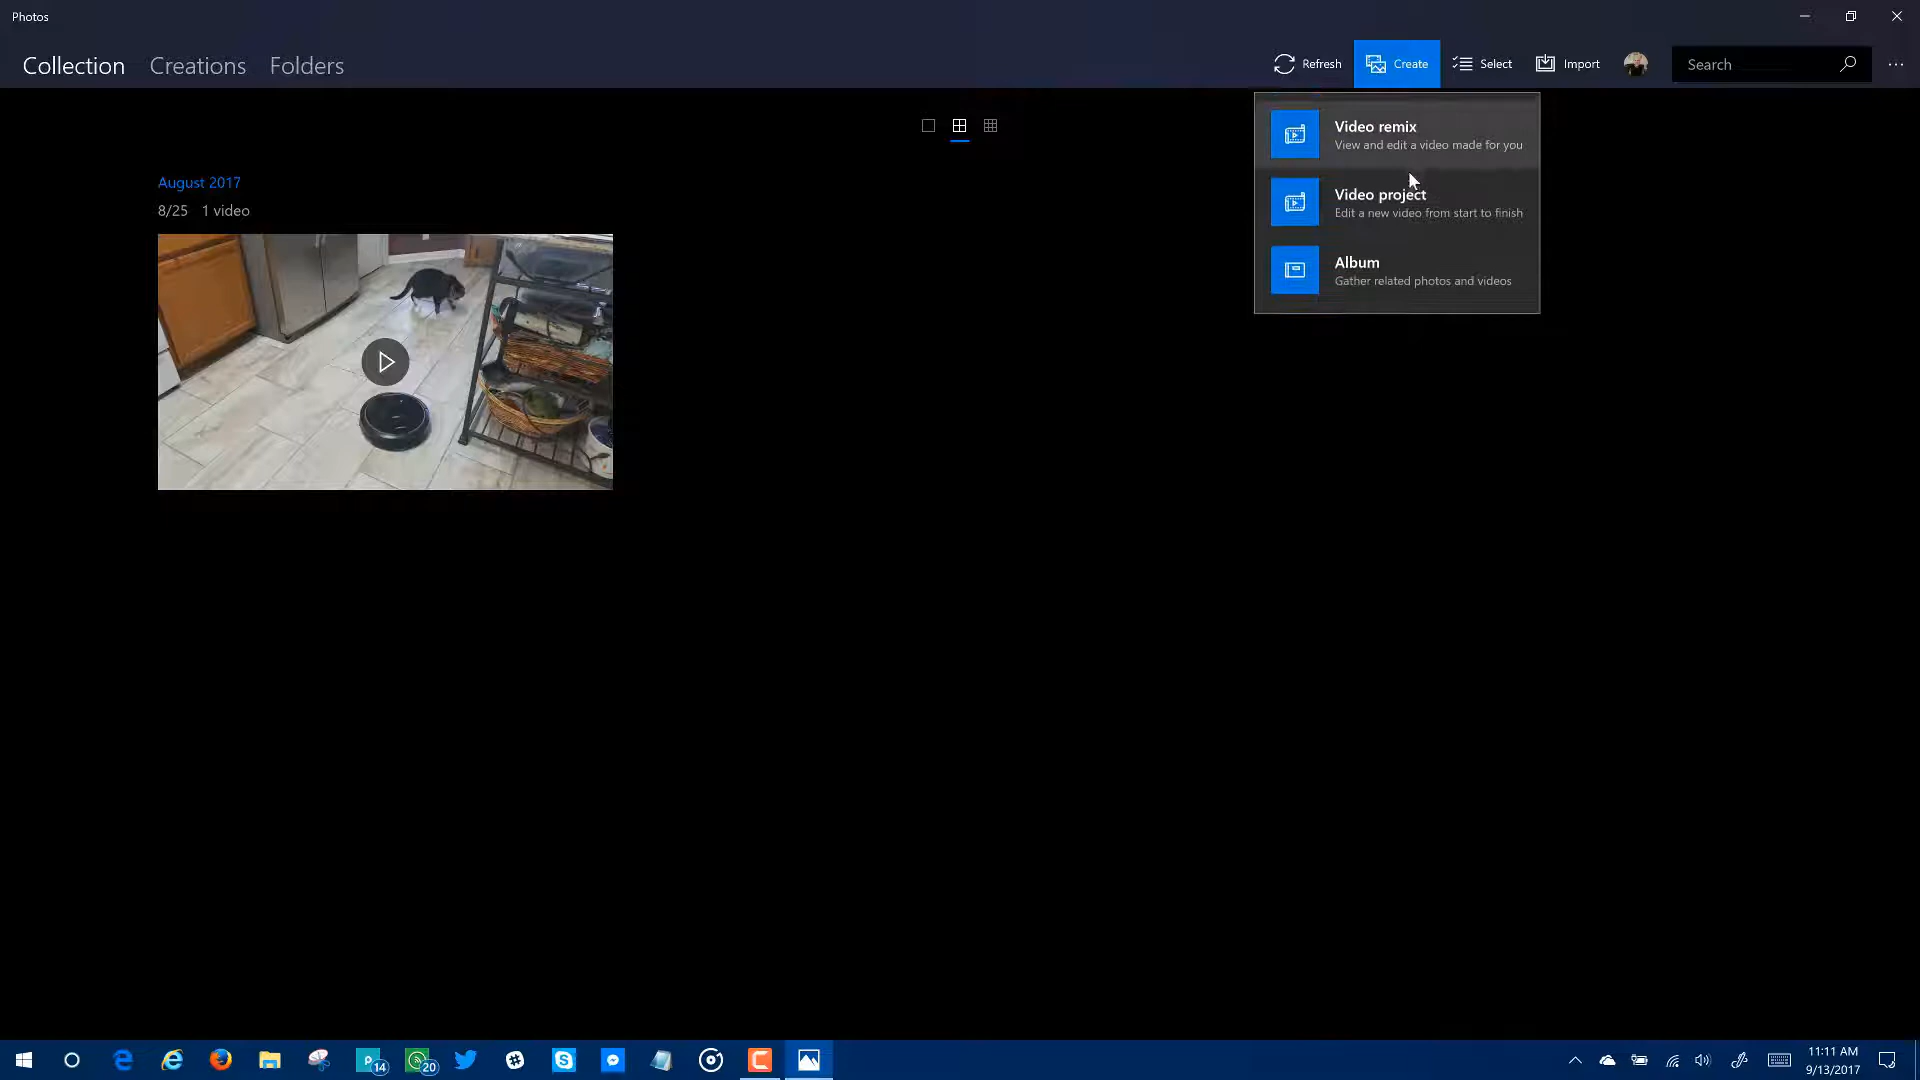 Photos
Collection Creations Folders
Refresh Create Select Import Search
Video remix
View and edit a video made for you
Video project
Edit a new video from start to finish
Album
Gather related photos and videos
August 2017
8/25 1 video
P 14 20
11:11 AM
9/13/2017